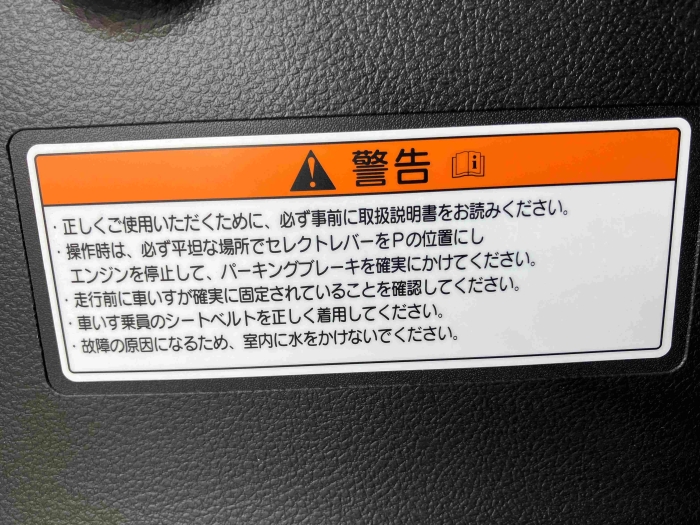 警告
・正しくご使用いただくために、必ず事前に取扱説明書をお読みください。
・操作時は、必ず平坦な場所でセレクトレバーをPの位置にし
エンジンを停止して、パーキングブレーキを確実にかけてください。
・走行前に車いすが確実に固定されていることを確認してください。
・車いす乗員のシートベルトを正しく着用してください。
・故障の原因になるため、室内に水をかけないでください。